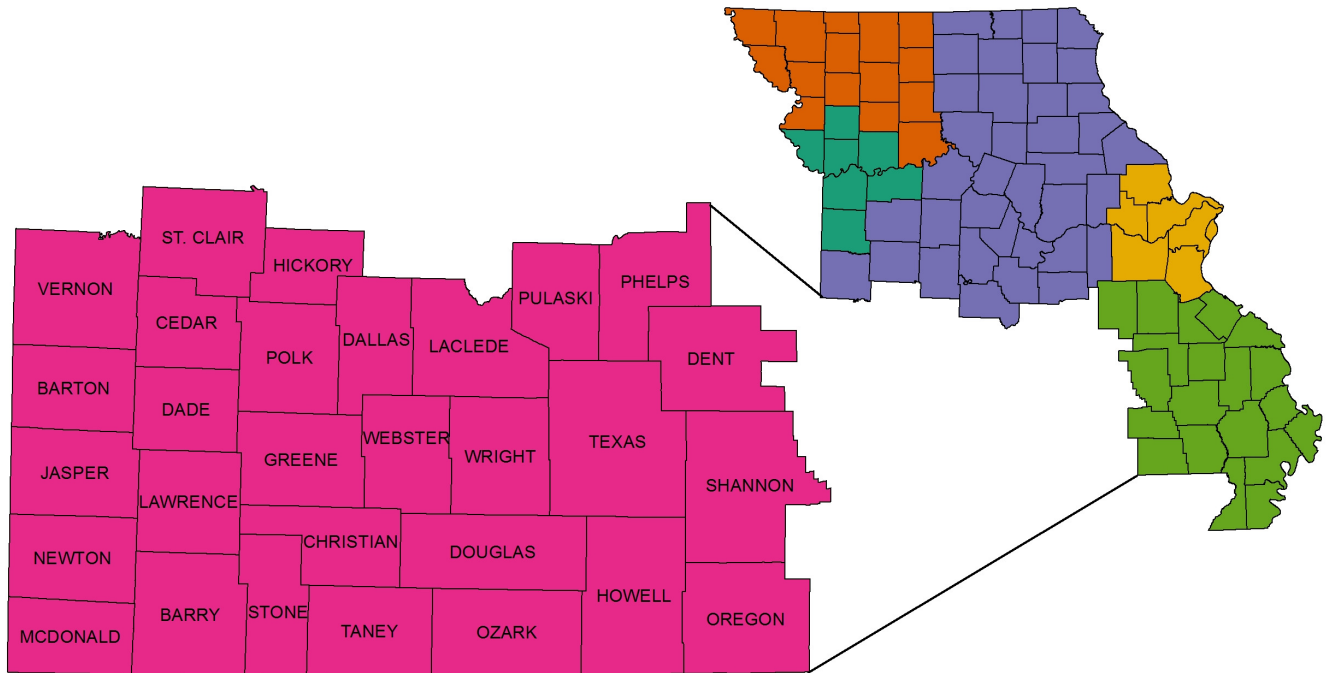 ST. CLAIR
HICKORY
VERNON
PULASKI
PHELPS
CEDAR
DALLAS
LACLEDE
POLK
DENT
BARTON
DADE
WEBSTER
TEXAS
GREENE
WRIGHT
JASPER
SHANNON
LAWRENCE
CHRISTIAN
DOUGLAS
NEWTON
HOWELL
BARRY
STONE
OREGON
MCDONALD
TANEY
OZARK